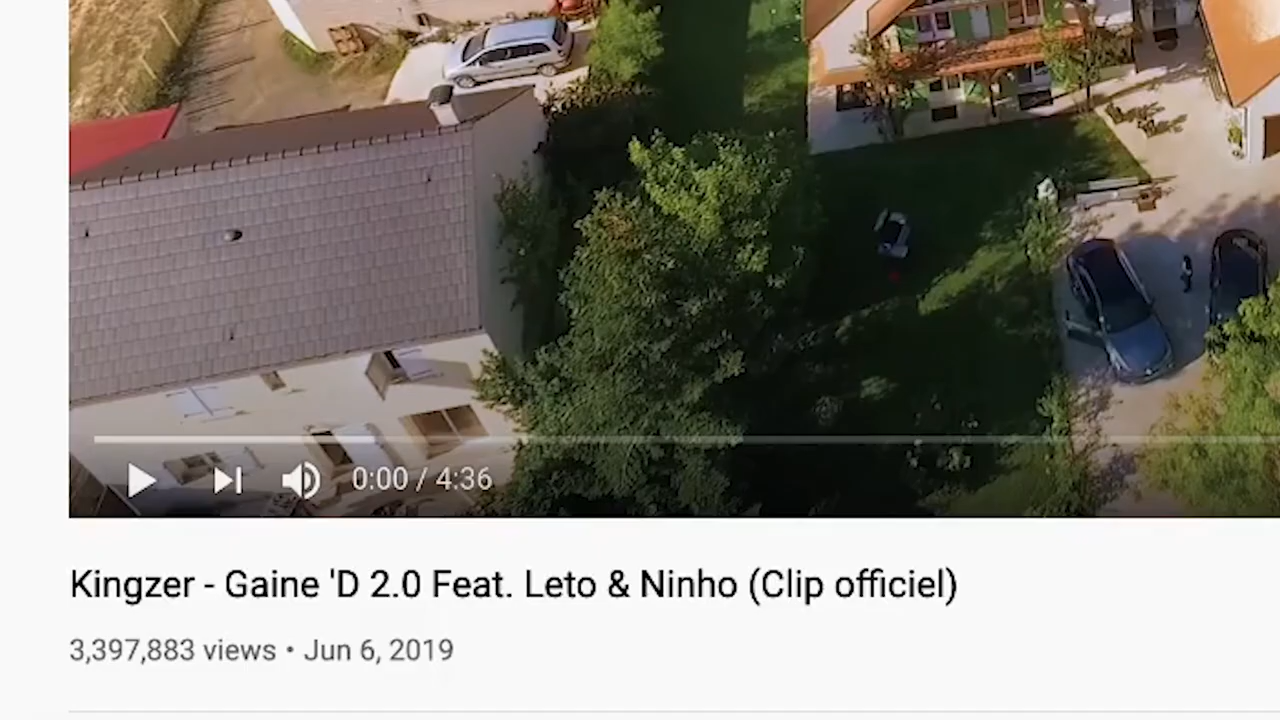 0:00 / 4:36
Kingzer - Gaine 'D 2.0 Feat. Leto & Ninho (Clip officiel)
3,397,883 views • Jun 6, 2019